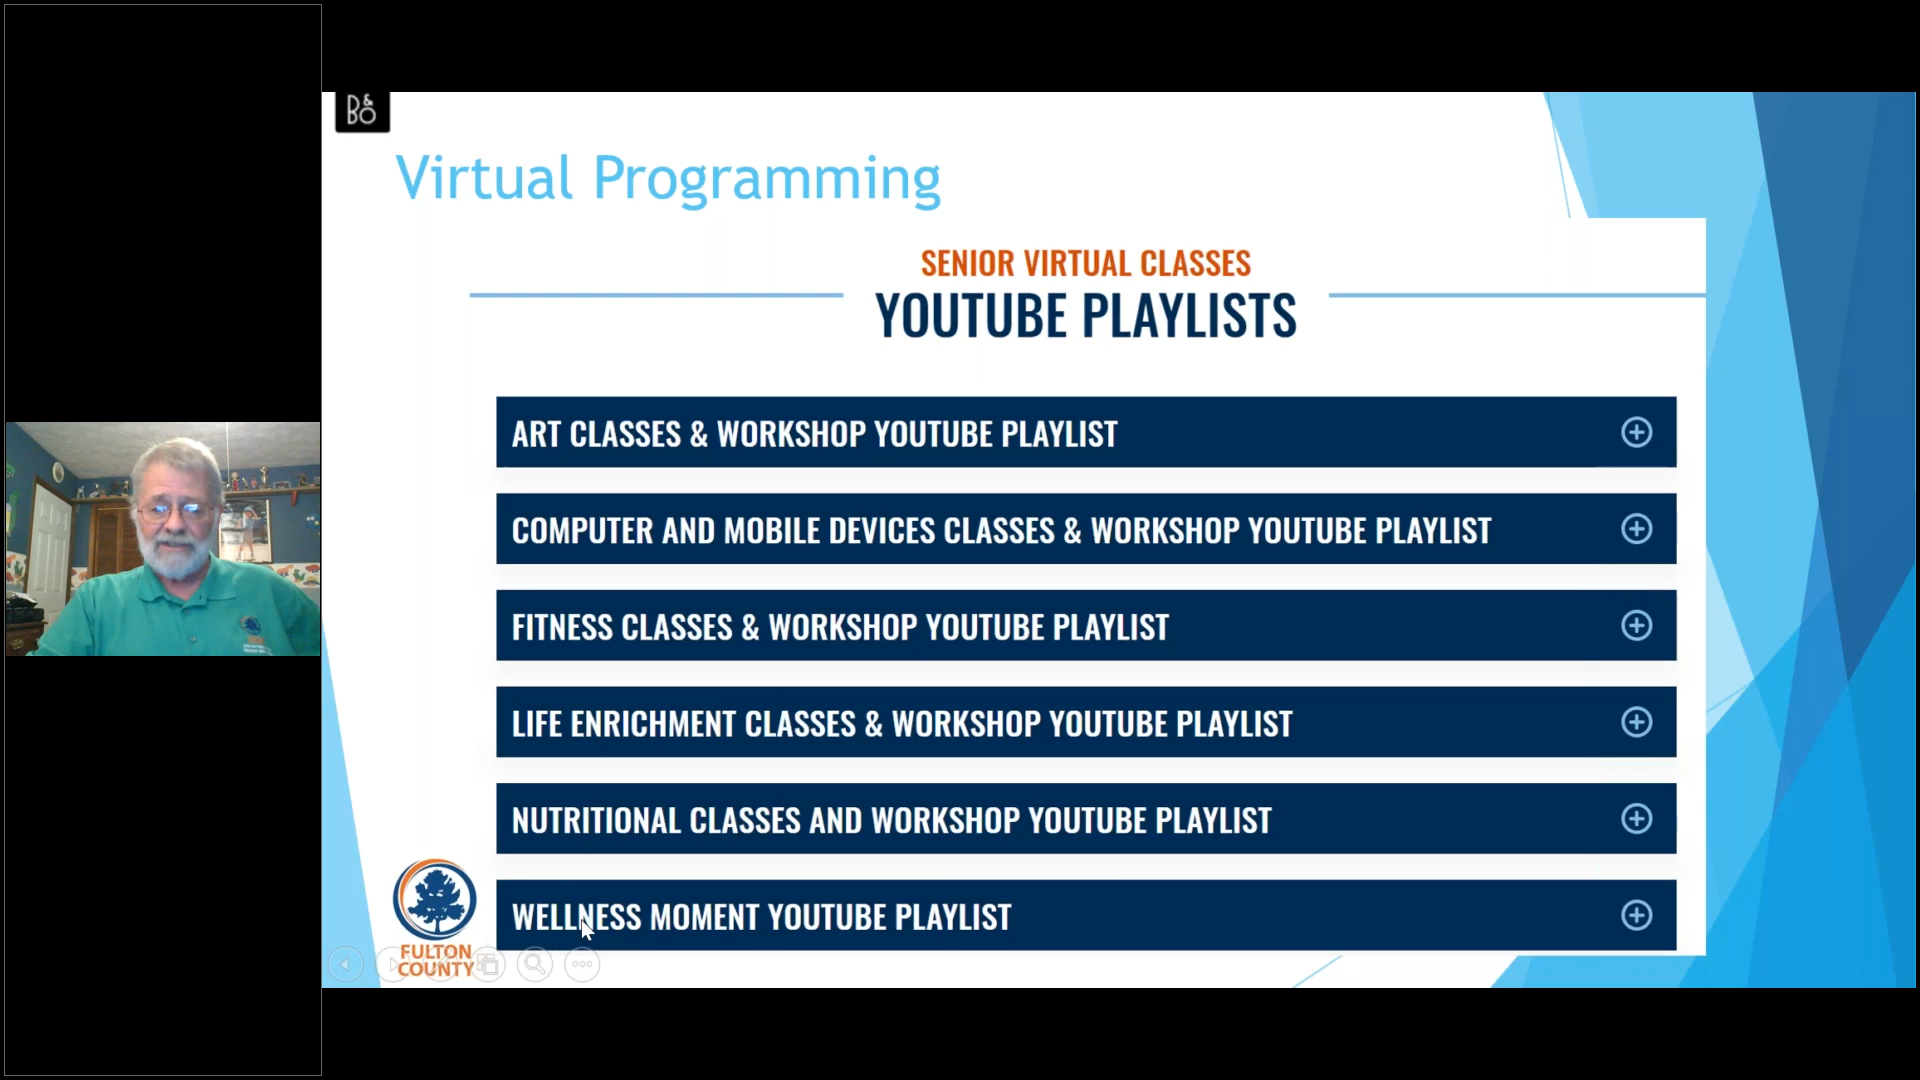 B&O
Virtual Programming
SENIOR VIRTUAL CLASSES
YOUTUBE PLAYLISTS
ART CLASSES & WORKSHOP YOUTUBE PLAYLIST
COMPUTER AND MOBILE DEVICES CLASSES & WORKSHOP YOUTUBE PLAYLIST
FITNESS CLASSES & WORKSHOP YOUTUBE PLAYLIST
LIFE ENRICHMENT CLASSES & WORKSHOP YOUTUBE PLAYLIST
NUTRITIONAL CLASSES AND WORKSHOP YOUTUBE PLAYLIST
WELLNESS MOMENT YOUTUBE PLAYLIST
FULTON
COUNTY